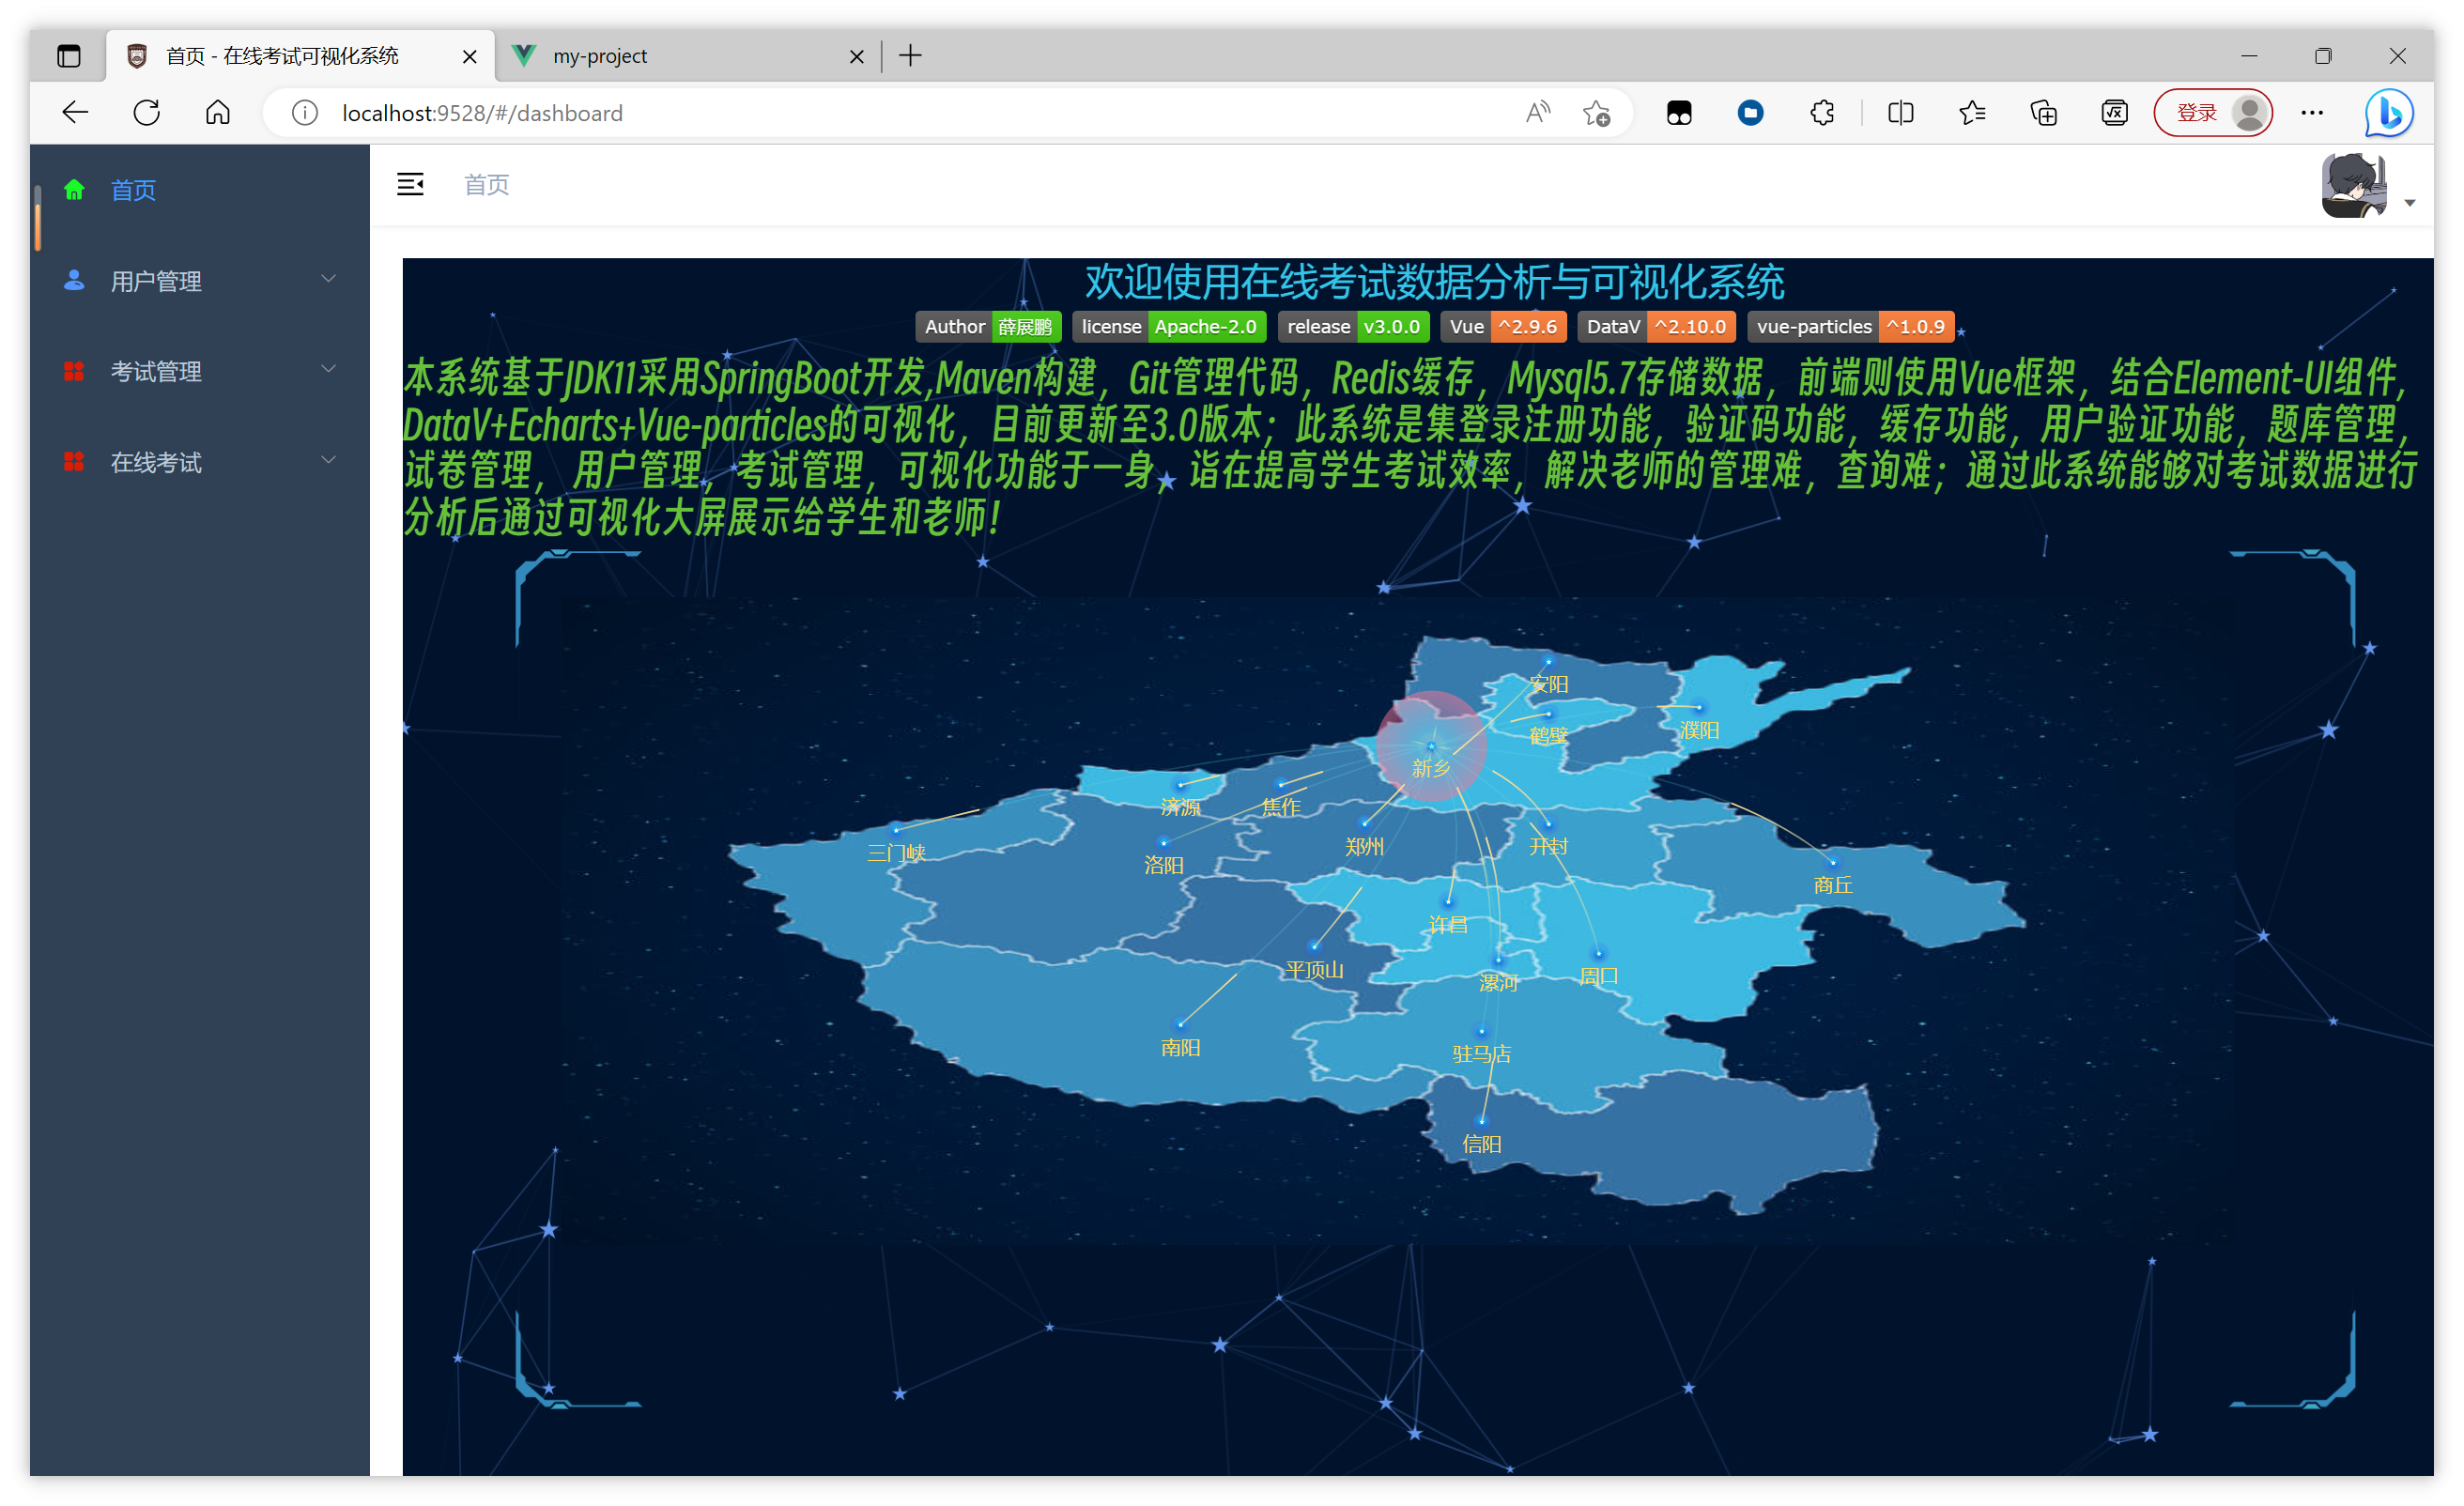 首页 - 在线考试可视化系统
my-project
localhost:9528/#/dashboard
登录
首页
用户管理
考试管理
在线考试
首页
欢迎使用在线考试数据分析与可视化系统
Author 薛展鹏 license Apache-2.0 release v3.0.0 Vue ^2.9.6 DataV ^2.10.0 vue-particles ^1.0.9
本系统基于JDK11采用SpringBoot开发,Maven构建，Git管理代码，Redis缓存，Mysql5.7存储数据，前端则使用Vue框架，结合Element-UI组件,
DataV+Echarts+Vue-particles的可视化，目前更新至3.0版本；此系统是集登录注册功能，验证码功能，缓存功能，用户验证功能，题库管理，
试卷管理，用户管理，考试管理，可视化功能于一身，诣在提高学生考试效率，解决老师的管理难，查询难；通过此系统能够对考试数据进行
分析后通过可视化大屏展示给学生和老师！
安阳
鹤壁
濮阳
新乡
济源
焦作
三门峡
洛阳
郑州
开封
商丘
许昌
平顶山
漯河
周口
南阳
驻马店
信阳